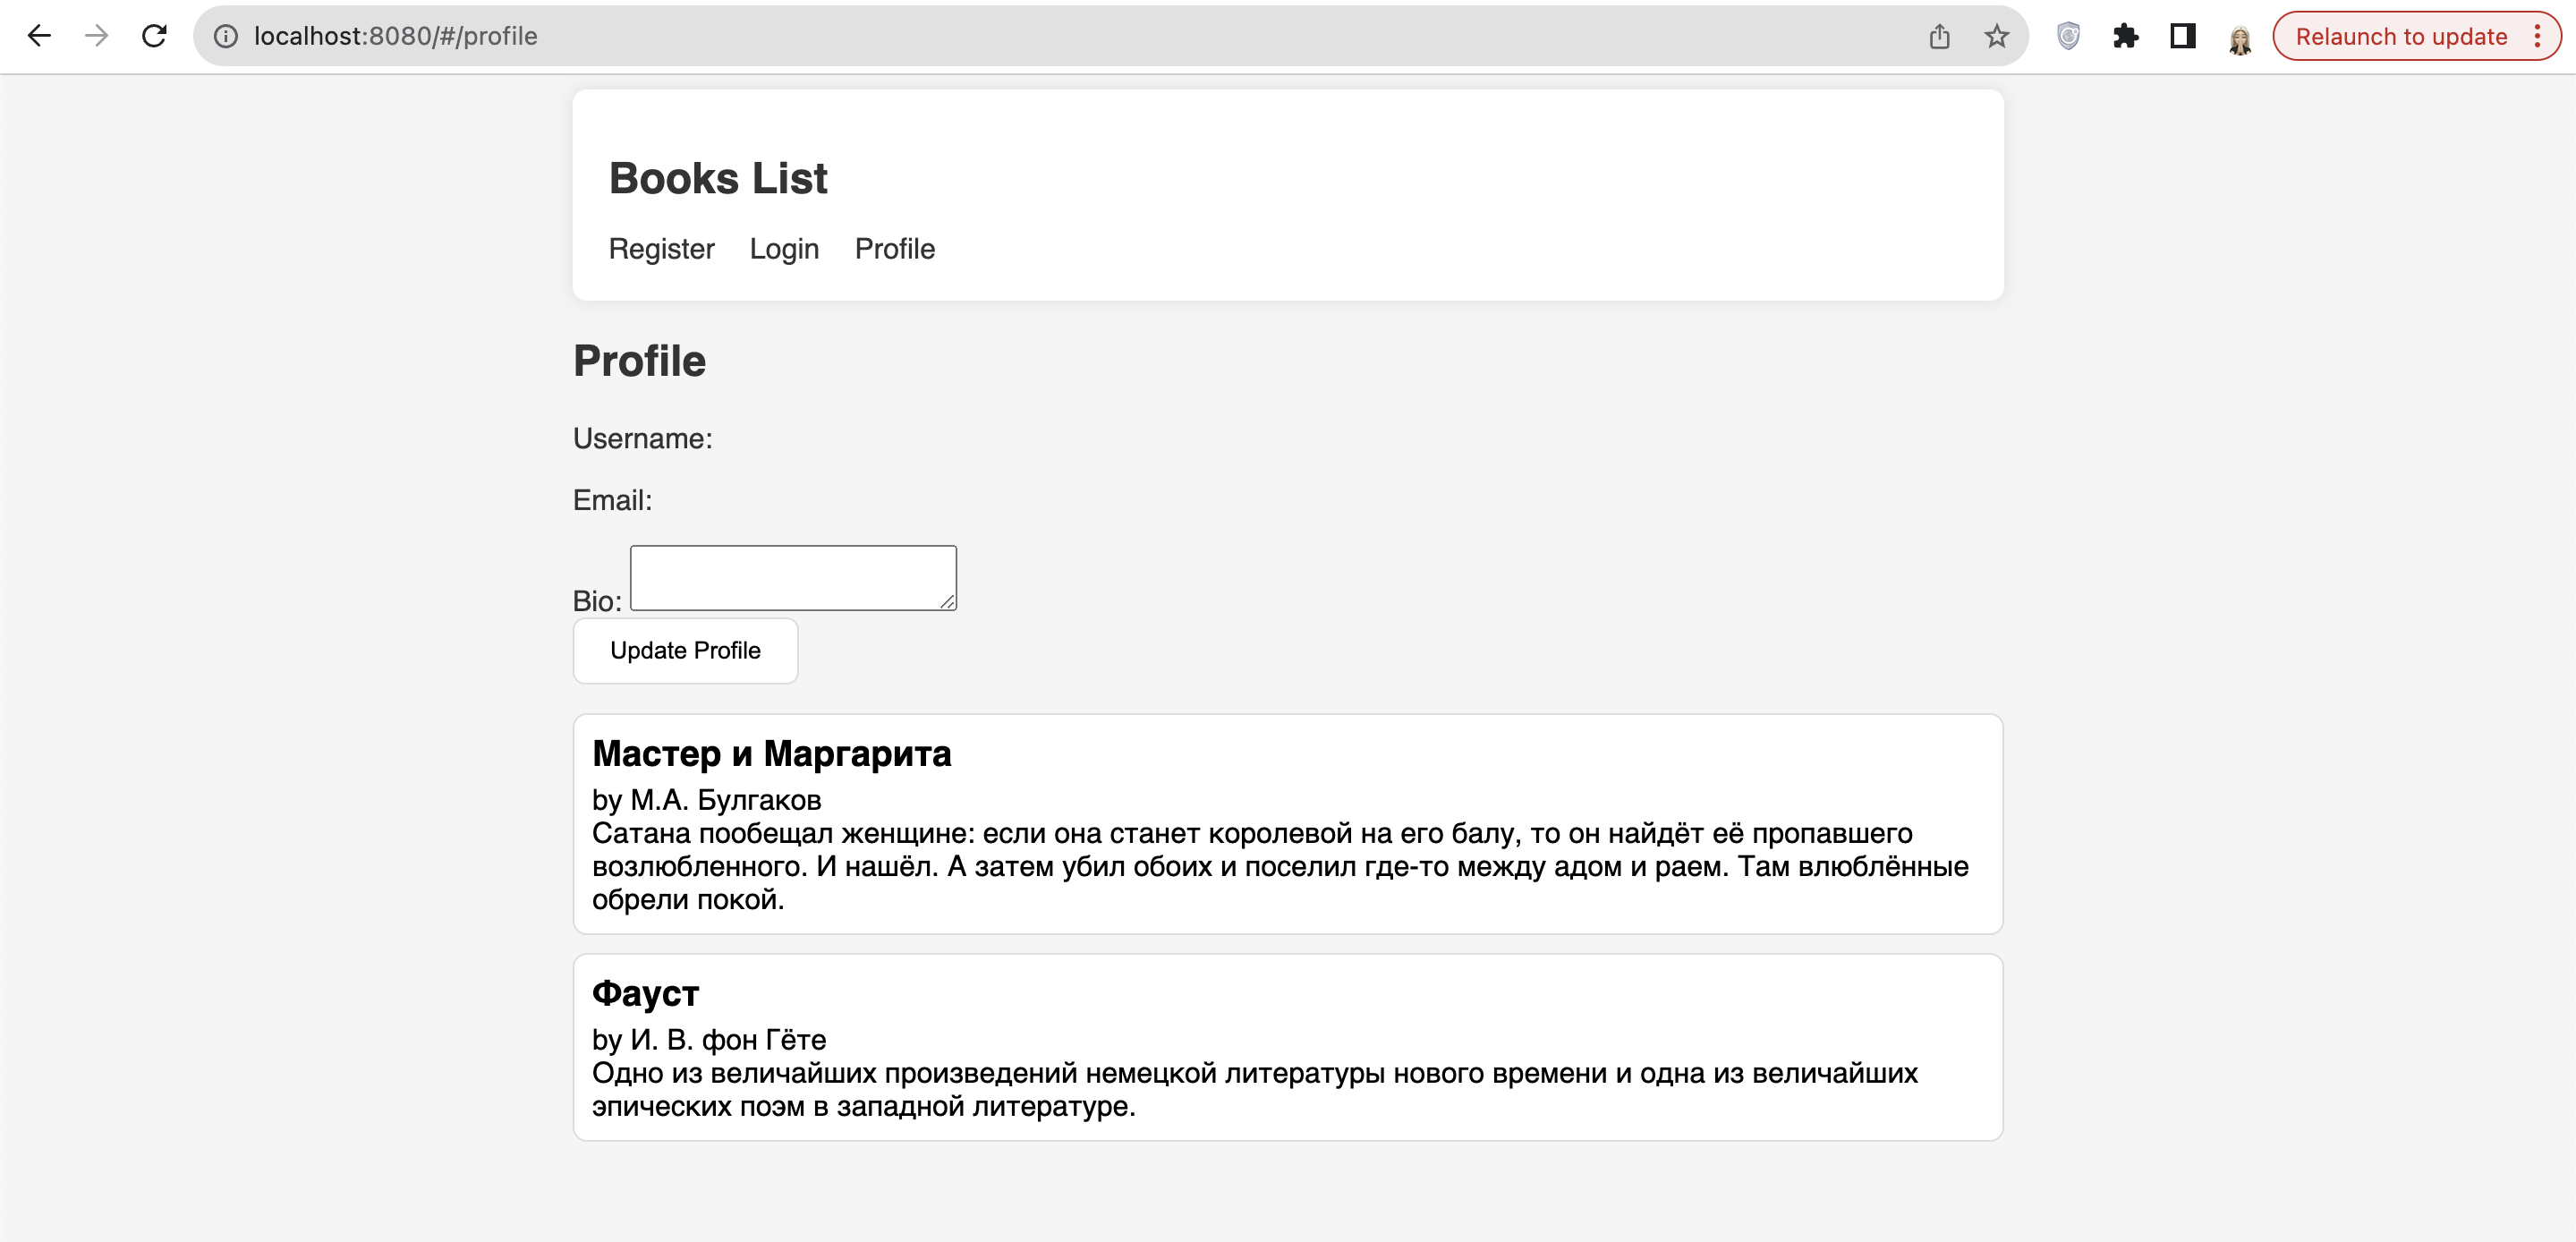 localhost:8080/#/profile
Relaunch to update
Books List
Register Login Profile
Profile
Username:
Email:
Bio:
Update Profile
Мастер и Маргарита
by М.А. Булгаков
Сатана пообещал женщине: если она станет королевой на его балу, то он найдёт её пропавшего
возлюбленного. И нашёл. А затем убил обоих и поселил где-то между адом и раем. Там влюблённые
обрели покой.
Фауст
by И. В. фон Гёте
Одно из величайших произведений немецкой литературы нового времени и одна из величайших
эпических поэм в западной литературе.